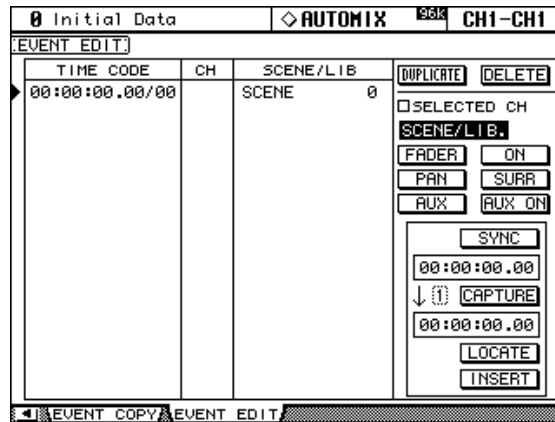 0 Initial Data ◇AUTOMIX 96K CH1-CH1
EVENT EDIT
TIME CODE CH SCENE/LIB
00:00:00.00/00 SCENE 0
DUPLICATE DELETE
SELECTED CH
SCENE/LIB.
FADER ON
PAN SURR
AUX AUX ON
SYNC
00:00:00.00
↓ 1 CAPTURE
00:00:00.00
LOCATE
INSERT
EVENT COPY EVENT EDIT